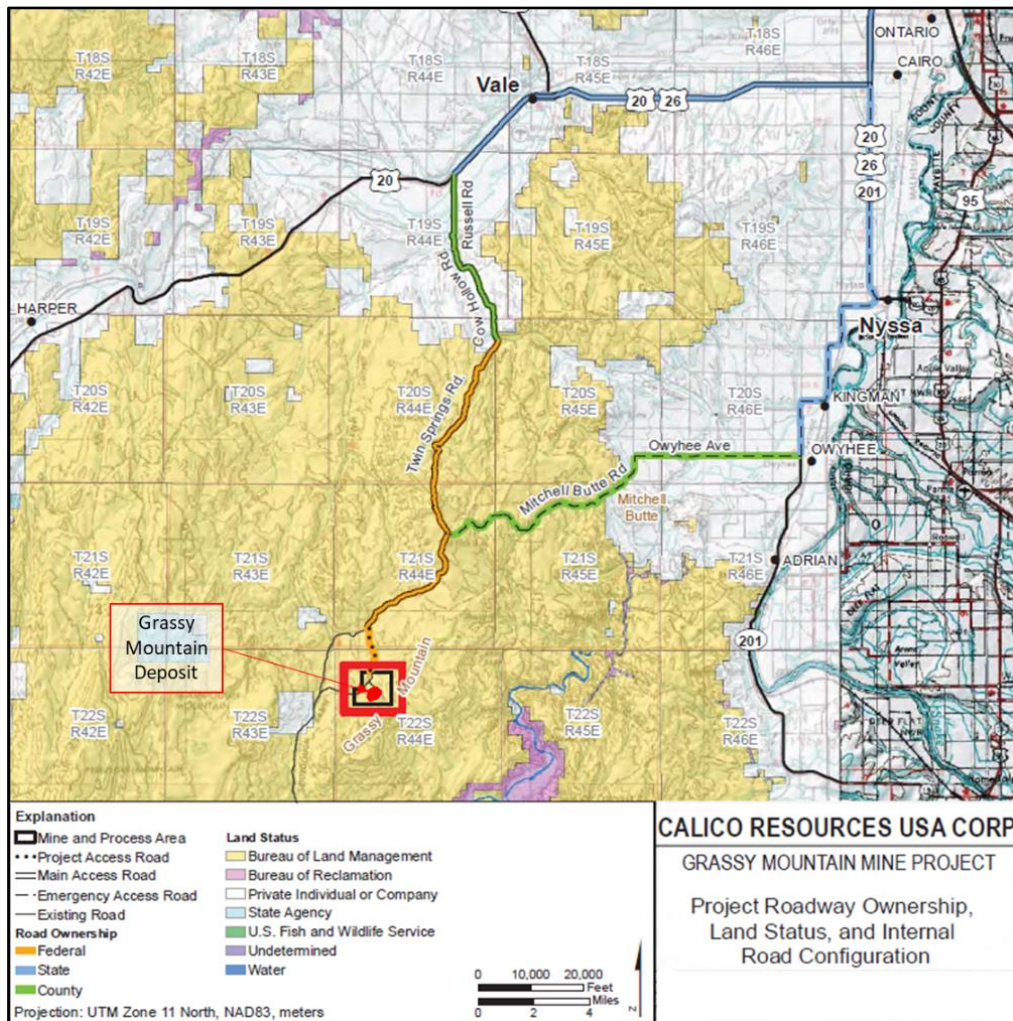 ONTARIO
T18S
R42E
T18S
R43E
T18S
R44E
T18S
R45E
T18S
R46E
CAIRO
Vale
20 26
20
26
201
95
20
Russell Rd
Cow Hollow Rd
T19S
R42E
T19S
R43E
T19S
R44E
T19S
R45E
T19S
R46E
HARPER
Nyssa
T20S
R42E
T20S
R43E
T20S
R44E
T20S
R45E
T20S
R46E
Twin Springs Rd
KINGMAN
Owyhee Ave
OWYHEE
Mitchell Butte Rd
Mitchell
Butte
T21S
R42E
T21S
R43E
T21S
R44E
T21S
R45E
T21S
R46E
ADRIAN
Grassy
Mountain
Deposit
201
Grassy Mountain
T22S
R42E
T22S
R43E
T22S
R44E
T22S
R45E
T22S
R46E
Explanation
Mine and Process Area
Project Access Road
Main Access Road
Emergency Access Road
Existing Road
Road Ownership
Federal
State
County
Land Status
Bureau of Land Management
Bureau of Reclamation
Private Individual or Company
State Agency
U.S. Fish and Wildlife Service
Undetermined
Water
Projection: UTM Zone 11 North, NAD83, meters
0 10,000 20,000
Feet
Miles
0 2 4
N
CALICO RESOURCES USA CORP
GRASSY MOUNTAIN MINE PROJECT
Project Roadway Ownership,
Land Status, and Internal
Road Configuration